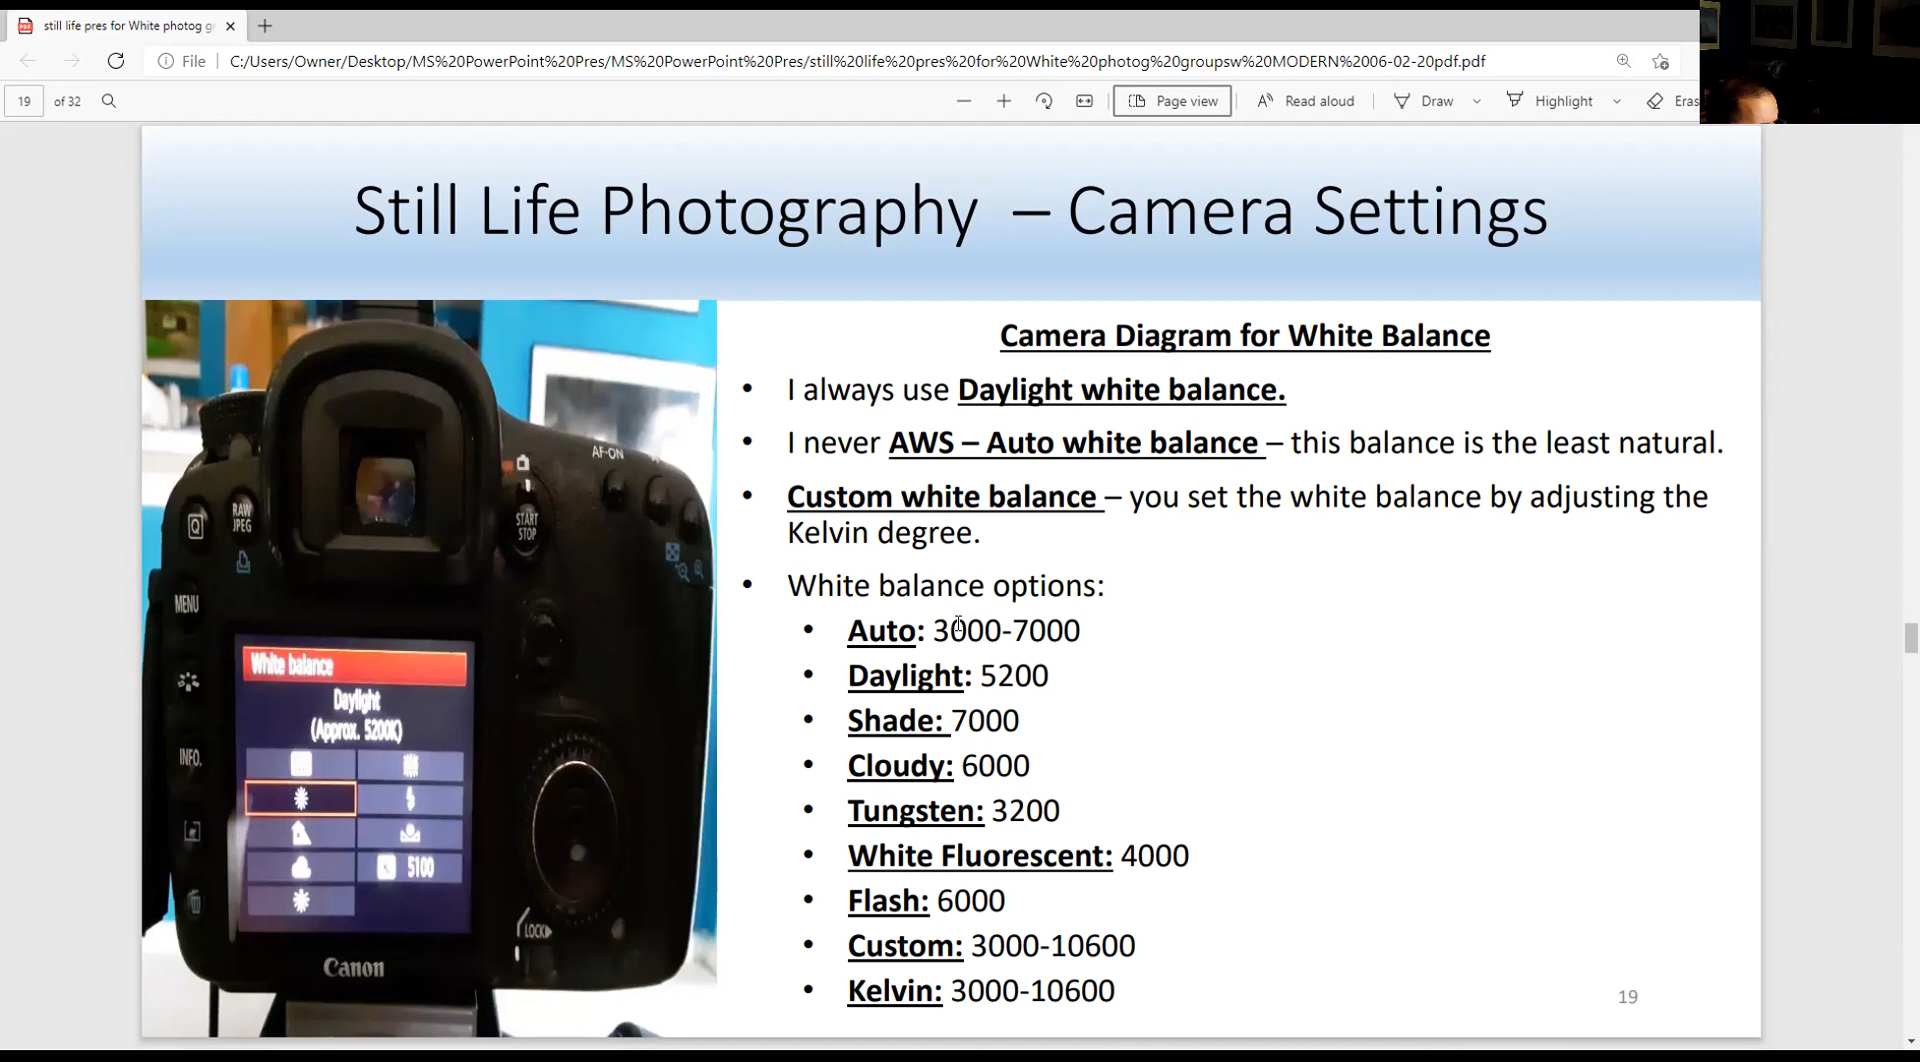 still life pres for White photog g
File
C:/Users/Owner/Desktop/MS%20PowerPoint%20Pres/MS%20PowerPoint%20Pres/still%20life%20pres%20for%20White%20photog%20groupsw%20MODERN%2006-02-20pdf.pdf
19 of 32
Page view
Read aloud
Draw
Highlight
Eras
Still Life Photography – Camera Settings
AF-ON
RAW JPEG
Q
START STOP
MENU
INFO.
White balance
Daylight
(Approx. 5200K)
K 5100
LOCK
Canon
Camera Diagram for White Balance
• I always use Daylight white balance.
• I never AWS – Auto white balance – this balance is the least natural.
• Custom white balance – you set the white balance by adjusting the
Kelvin degree.
• White balance options:
• Auto: 3000-7000
• Daylight: 5200
• Shade: 7000
• Cloudy: 6000
• Tungsten: 3200
• White Fluorescent: 4000
• Flash: 6000
• Custom: 3000-10600
• Kelvin: 3000-10600
19